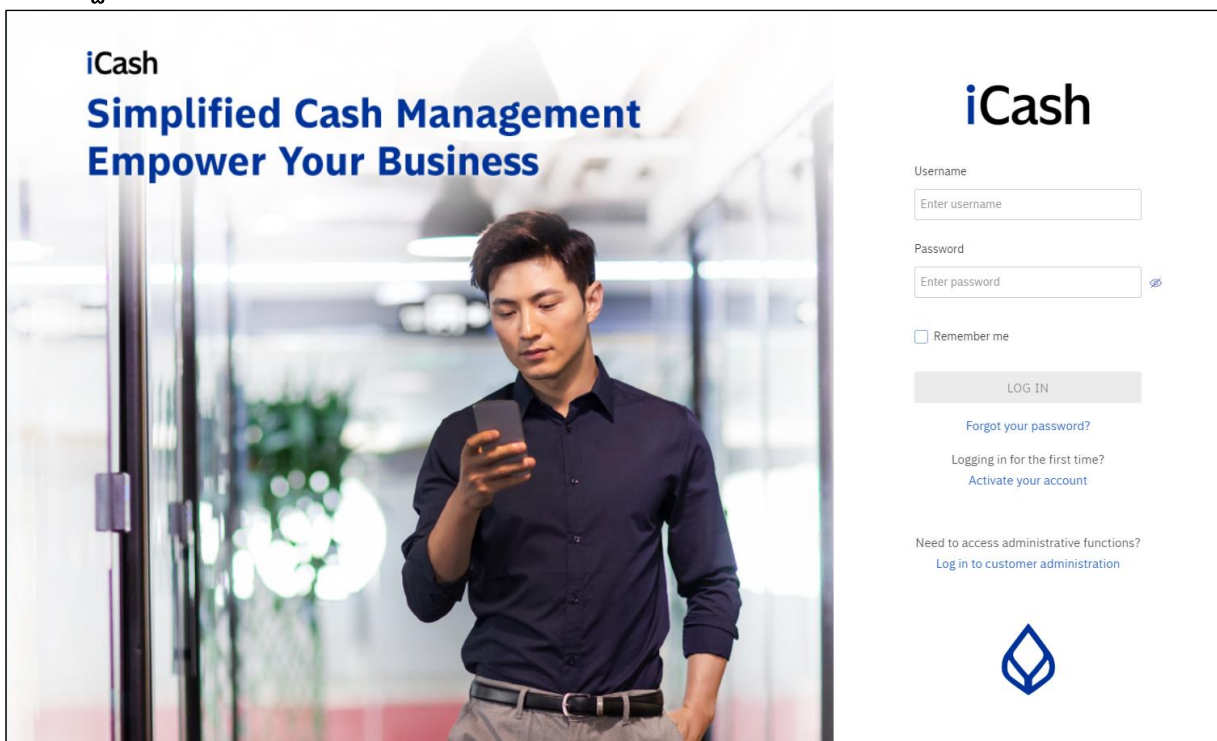 iCash
Simplified Cash Management
Empower Your Business
iCash
Username
Enter username
Password
Enter password
Remember me
LOG IN
Forgot your password?
Logging in for the first time?
Activate your account
Need to access administrative functions?
Log in to customer administration